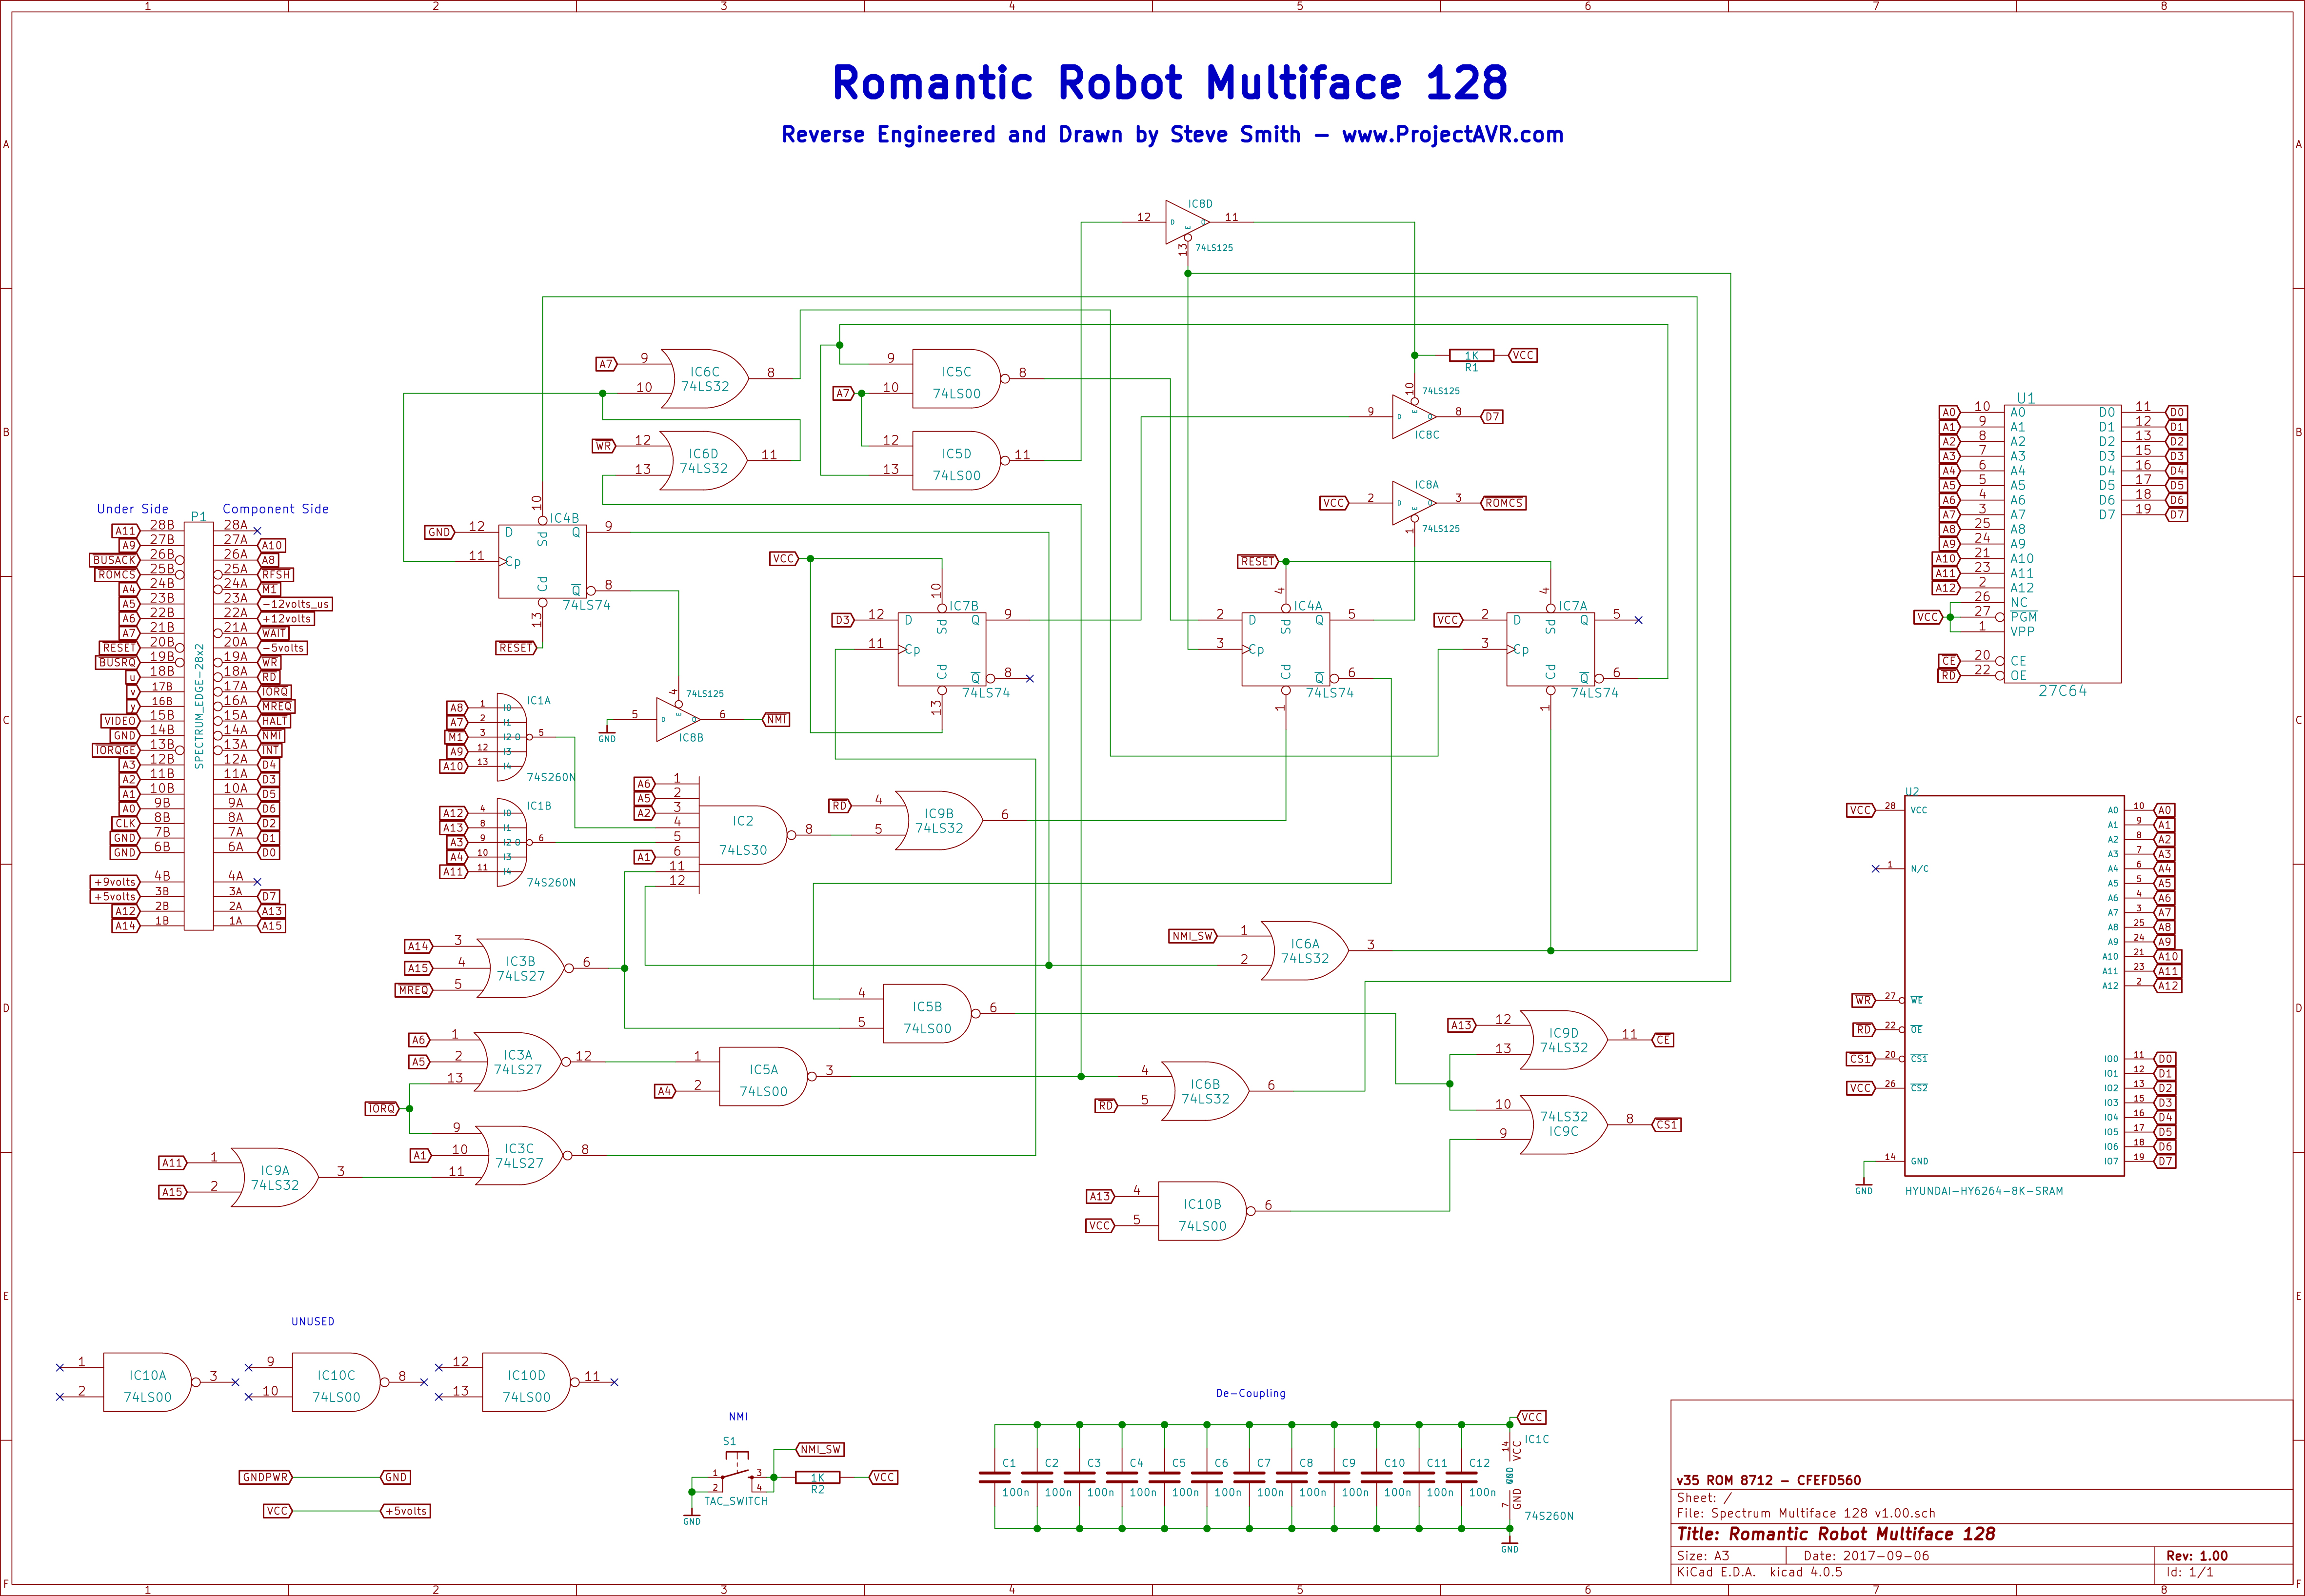 Romantic Robot Multiface 128
Reverse Engineered and Drawn by Steve Smith - www.ProjectAVR.com
1 2 3 4 5 6 7 8
A B C D E F
A B C D E F
12 D E O 11 IC8D
13 74LS125
A7 9 10 IC6C 74LS32 8
WR 12 13 IC6D 74LS32 11
9 A7 10 IC5C 74LS00 8
12 13 IC5D 74LS00 11
1K R1 VCC
10 74LS125
9 D E O 8 D7
IC8C
IC8A
VCC 2 D E O 3 ROMCS
1 74LS125
GND 12 D 10 Sd IC4B Q 9
11 Cp Cd Q 8
13 74LS74
RESET
VCC
D3 12 D 10 Sd IC7B Q 9
11 Cp Cd Q 8
13 74LS74
RESET
2 D 4 Sd IC4A Q 5
3 Cp Cd Q 6
1 74LS74
VCC 2 D 4 Sd IC7A Q 5
3 Cp Cd Q 6
1 74LS74
4 74LS125
GND 5 D E O 6 NMI
IC8B
Under Side Component Side
P1
SPECTRUM_EDGE-28x2
A11 28B 28A
A9 27B 27A A10
BUSACK 26B 26A A8
ROMCS 25B 25A RFSH
A4 24B 24A M1
A5 23B 23A -12volts_us
A6 22B 22A +12volts
A7 21B 21A WAIT
RESET 20B 20A -5volts
BUSRQ 19B 19A WR
u 18B 18A RD
v 17B 17A IORQ
y 16B 16A MREQ
VIDEO 15B 15A HALT
GND 14B 14A NMI
IORQGE 13B 13A INT
A3 12B 12A D4
A2 11B 11A D3
A1 10B 10A D5
A0 9B 9A D6
CLK 8B 8A D2
GND 7B 7A D1
GND 6B 6A D0
+9volts 4B 4A
+5volts 3B 3A D7
A12 2B 2A A13
A14 1B 1A A15
IC1A
A8 1 I0
A7 2 I1
M1 3 I2 O 5
A9 12 I3
A10 13 I4
74S260N
IC1B
A12 4 I0
A13 8 I1
A3 9 I2 O 6
A4 10 I3
A11 11 I4
74S260N
A6 1
A5 2
A2 3
4 IC2
5 8
A1 6 74LS30
11
12
RD 4 5 IC9B 74LS32 6
A14 3
A15 4 IC3B 74LS27 6
MREQ 5
NMI_SW 1 2 IC6A 74LS32 3
4 5 IC5B 74LS00 6
A6 1
A5 2 IC3A 74LS27 12
13
IORQ
9
A1 10 IC3C 74LS27 8
11
A11 1
A15 2 IC9A 74LS32 3
1 A4 2 IC5A 74LS00 3
4 RD 5 IC6B 74LS32 6
A13 12 13 IC9D 74LS32 11 CE
10 9 74LS32 IC9C 8 CS1
A13 4
VCC 5 IC10B 74LS00 6
U1
A0 10 A0 D0 11 D0
A1 9 A1 D1 12 D1
A2 8 A2 D2 13 D2
A3 7 A3 D3 15 D3
A4 6 A4 D4 16 D4
A5 5 A5 D5 17 D5
A6 4 A6 D6 18 D6
A7 3 A7 D7 19 D7
A8 25 A8
A9 24 A9
A10 21 A10
A11 23 A11
A12 2 A12
26 NC
VCC 27 PGM
1 VPP
CE 20 CE
RD 22 OE
27C64
U2
VCC 28 VCC A0 10 A0
A1 9 A1
A2 8 A2
A3 7 A3
1 N/C A4 6 A4
A5 5 A5
A6 4 A6
A7 3 A7
A8 25 A8
A9 24 A9
A10 21 A10
A11 23 A11
A12 2 A12
WR 27 WE
RD 22 OE
CS1 20 CS1 IO0 11 D0
IO1 12 D1
VCC 26 CS2 IO2 13 D2
IO3 15 D3
IO4 16 D4
IO5 17 D5
IO6 18 D6
GND 14 GND IO7 19 D7
HYUNDAI-HY6264-8K-SRAM
UNUSED
1 2 IC10A 74LS00 3
9 10 IC10C 74LS00 8
12 13 IC10D 74LS00 11
GNDPWR GND
VCC +5volts
NMI
S1
1 2 3 4
TAC_SWITCH
GND
NMI_SW
1K R2 VCC
De-Coupling
VCC
C1 C2 C3 C4 C5 C6 C7 C8 C9 C10 C11 C12
100n 100n 100n 100n 100n 100n 100n 100n 100n 100n 100n 100n
14 VCC IC1C
7 GND 74S260N
GND
v35 ROM 8712 - CFEFD560
Sheet: /
File: Spectrum Multiface 128 v1.00.sch
Title: Romantic Robot Multiface 128
Size: A3 Date: 2017-09-06 Rev: 1.00
KiCad E.D.A. kicad 4.0.5 Id: 1/1
1 2 3 4 5 6 7 8